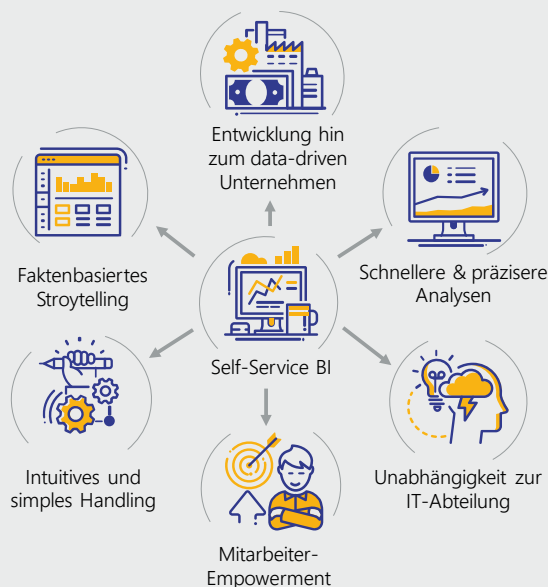 Entwicklung hin
zum data-driven
Unternehmen
Faktenbasiertes
Stroytelling
Schnellere & präzisere
Analysen
Self-Service BI
Intuitives und
simples Handling
Unabhängigkeit zur
IT-Abteilung
Mitarbeiter-
Empowerment